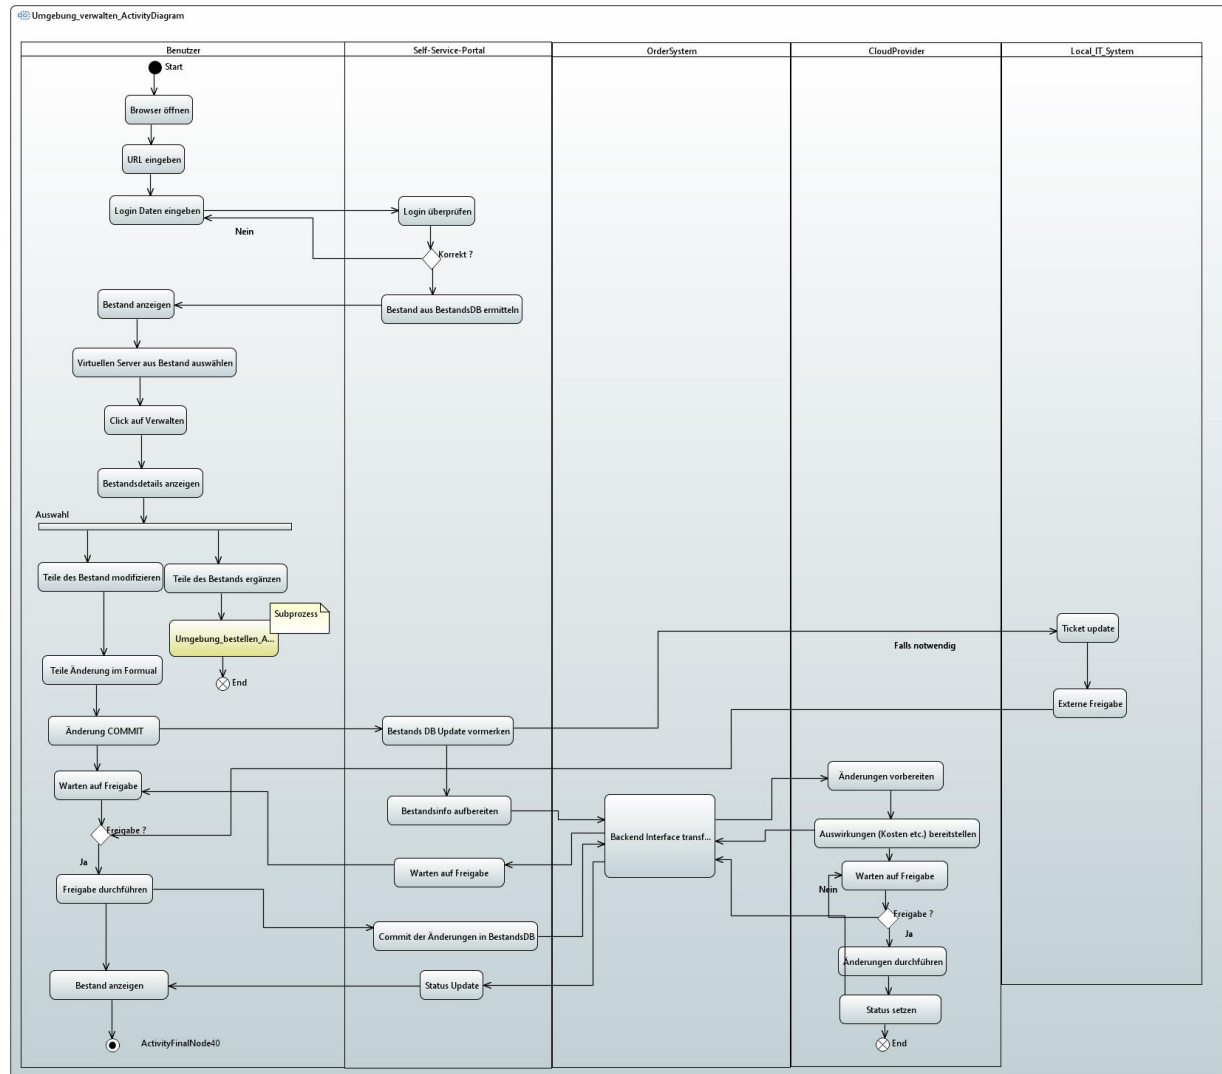 Umgebung_verwalten_ActivityDiagram
Benutzer
Self-Service-Portal
OrderSystem
CloudProvider
Local_IT_System
Start
Browser öffnen
URL eingeben
Login Daten eingeben
Login überprüfen
Nein
Korrekt ?
Bestand anzeigen
Bestand aus BestandsDB ermitteln
Virtuellen Server aus Bestand auswählen
Click auf Verwalten
Bestandsdetails anzeigen
Auswahl
Teile des Bestand modifizieren
Teile des Bestands ergänzen
Subprozess
Umgebung_bestellen_A...
Ticket update
Falls notwendig
Teile Änderung im Formual
End
Externe Freigabe
Änderung COMMIT
Bestands DB Update vormerken
Warten auf Freigabe
Änderungen vorbereiten
Bestandsinfo aufbereiten
Freigabe ?
Backend Interface transf...
Auswirkungen (Kosten etc.) bereitstellen
Ja
Warten auf Freigabe
Warten auf Freigabe
Freigabe durchführen
Nein
Freigabe ?
Commit der Änderungen in BestandsDB
Ja
Änderungen durchführen
Bestand anzeigen
Status Update
Status setzen
ActivityFinalNode40
End